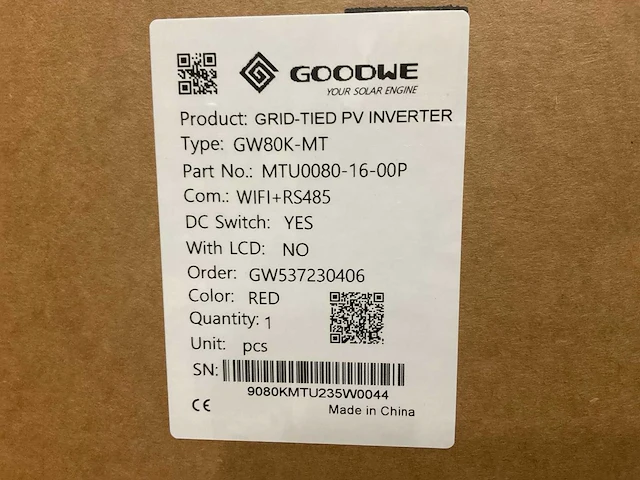 GOODWE
YOUR SOLAR ENGINE
Product: GRID-TIED PV INVERTER
Type: GW80K-MT
Part No.: MTU0080-16-00P
Com.: WIFI+RS485
DC Switch: YES
With LCD: NO
Order: GW537230406
Color: RED
Quantity: 1
Unit: pcs
SN:
9080KMTU235W0044
CE Made in China